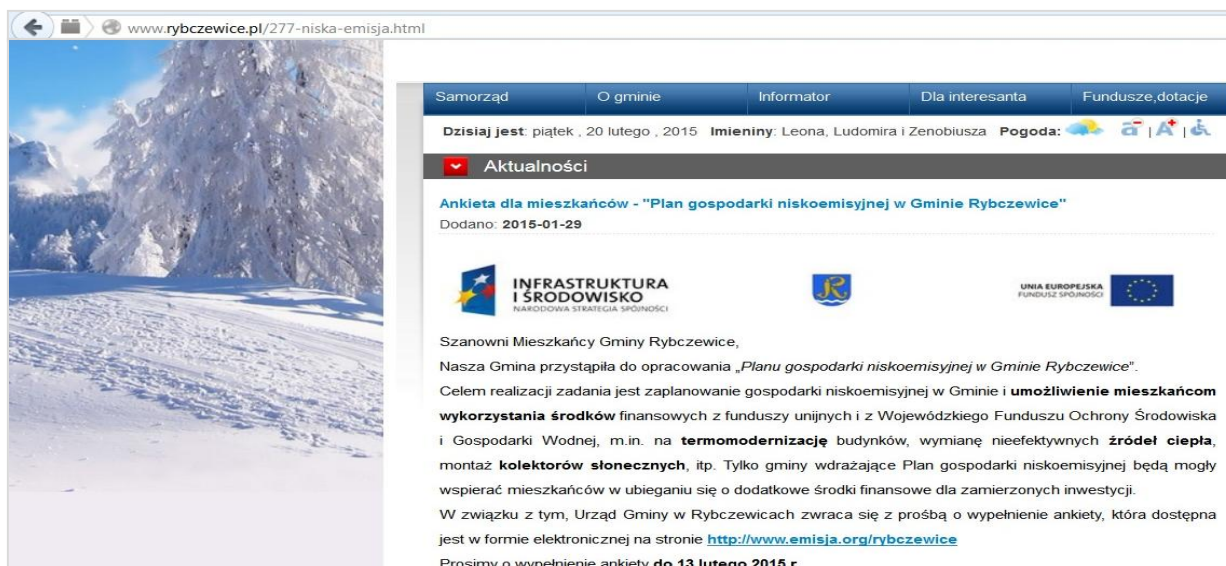 www.rybczewice.pl/277-niska-emisja.html
Samorząd O gminie Informator Dla interesanta Fundusze,dotacje
Dzisiaj jest: piątek , 20 lutego , 2015 Imieniny: Leona, Ludomira i Zenobiusza Pogoda: a | A |
Aktualności
Ankieta dla mieszkańców - "Plan gospodarki niskoemisyjnej w Gminie Rybczewice"
Dodano: 2015-01-29
INFRASTRUKTURA
I ŚRODOWISKO
NARODOWA STRATEGIA SPÓJNOŚCI
R
UNIA EUROPEJSKA
FUNDUSZ SPÓJNOŚCI
Szanowni Mieszkańcy Gminy Rybczewice,
Nasza Gmina przystąpiła do opracowania „Planu gospodarki niskoemisyjnej w Gminie Rybczewice”.
Celem realizacji zadania jest zaplanowanie gospodarki niskoemisyjnej w Gminie i umożliwienie mieszkańcom
wykorzystania środków finansowych z funduszy unijnych i z Wojewódzkiego Funduszu Ochrony Środowiska
i Gospodarki Wodnej, m.in. na termomodernizację budynków, wymianę nieefektywnych źródeł ciepła,
montaż kolektorów słonecznych, itp. Tylko gminy wdrażające Plan gospodarki niskoemisyjnej będą mogły
wspierać mieszkańców w ubieganiu się o dodatkowe środki finansowe dla zamierzonych inwestycji.
W związku z tym, Urząd Gminy w Rybczewicach zwraca się z prośbą o wypełnienie ankiety, która dostępna
jest w formie elektronicznej na stronie http://www.emisja.org/rybczewice
Prosimy o wypełnienie ankiety do 13 lutego 2015 r.